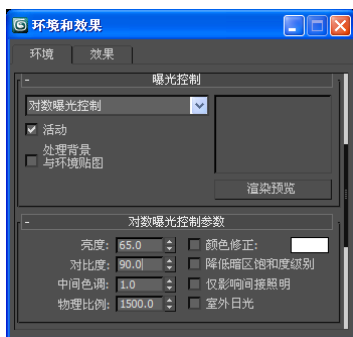 环境和效果
环境 效果
- 曝光控制
对数曝光控制
活动
处理背景
与环境贴图
渲染预览
- 对数曝光控制参数
亮度: 65.0 颜色修正:
对比度: 90.0 降低暗区饱和度级别
中间色调: 1.0 仅影响间接照明
物理比例: 1500.0 室外日光